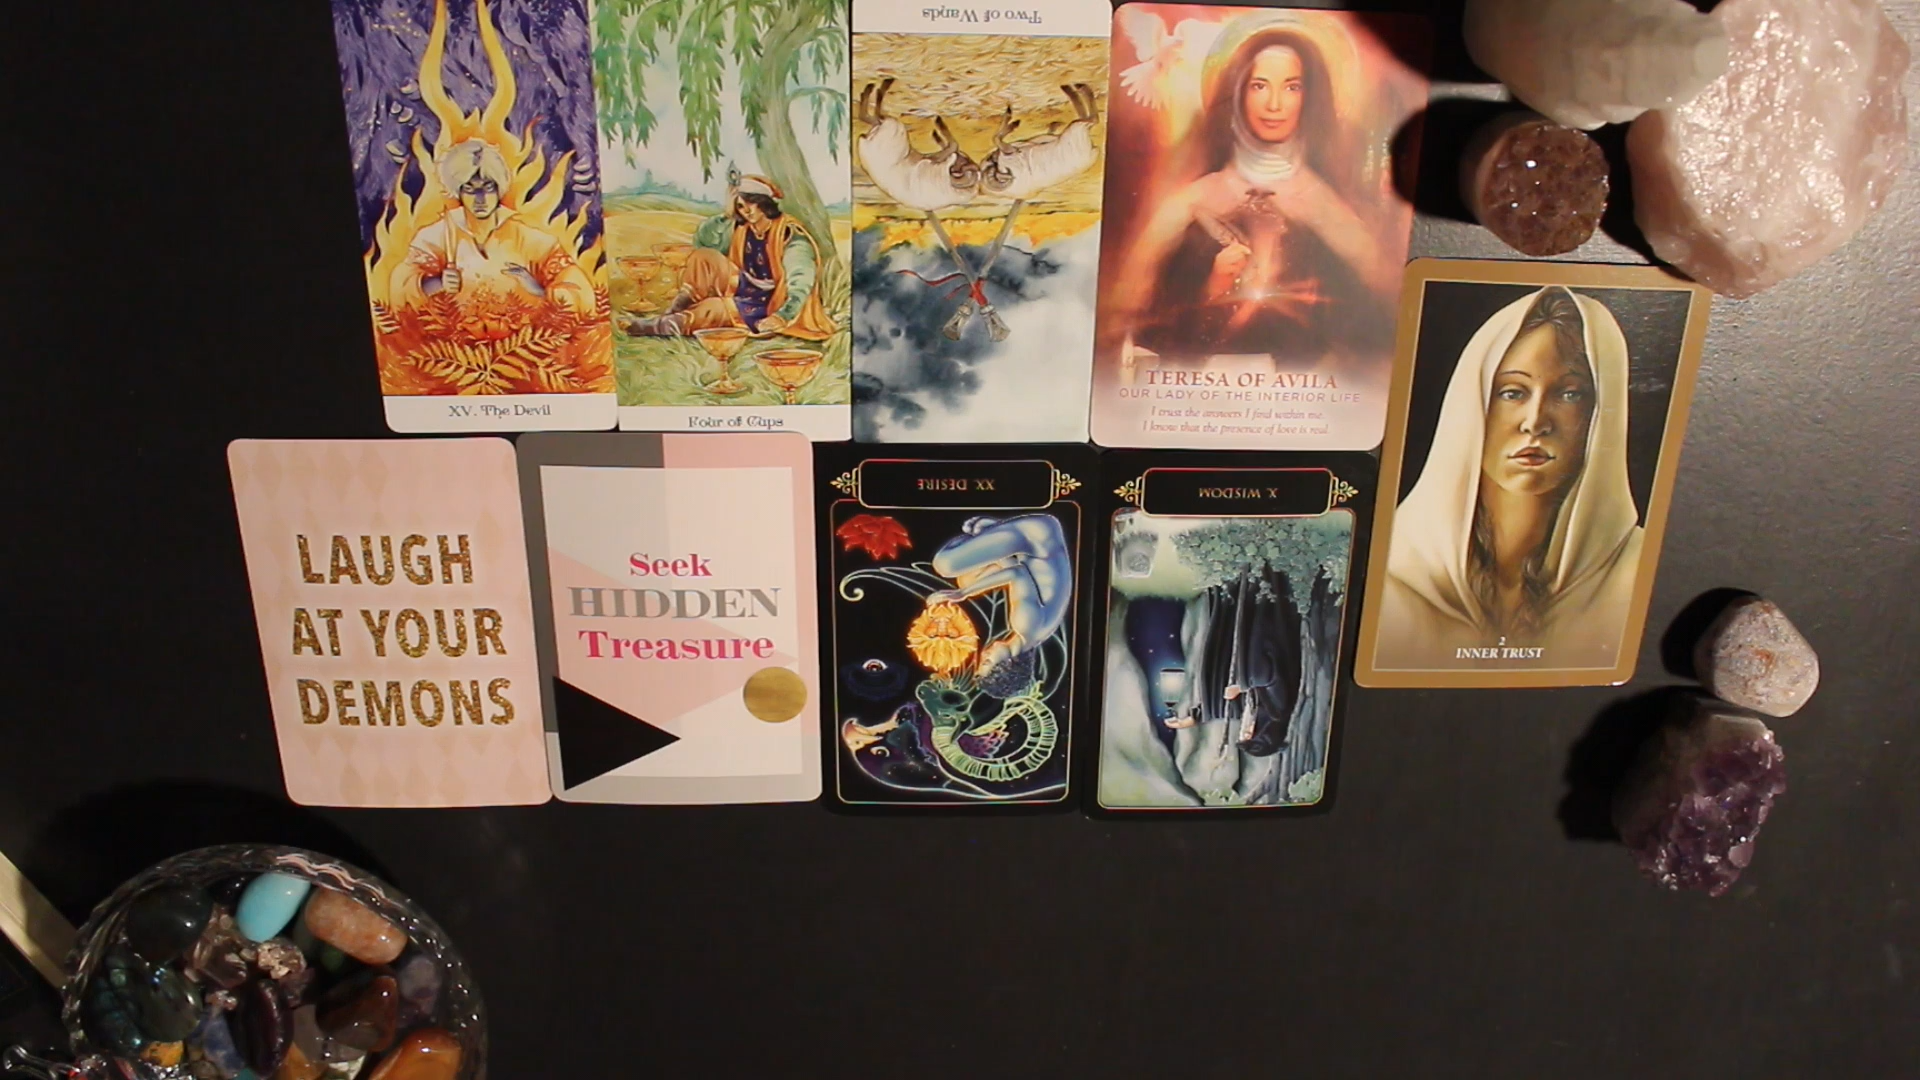 Two of Wands
XV. The Devil
Four of Cups
TERESA OF AVILA
OUR LADY OF THE INTERIOR LIFE
I trust the answers I find within me.
I know that the presence of love is real.
LAUGH
AT YOUR
DEMONS
Seek
HIDDEN
Treasure
XX. DESIRE
X. WISDOM
2
INNER TRUST